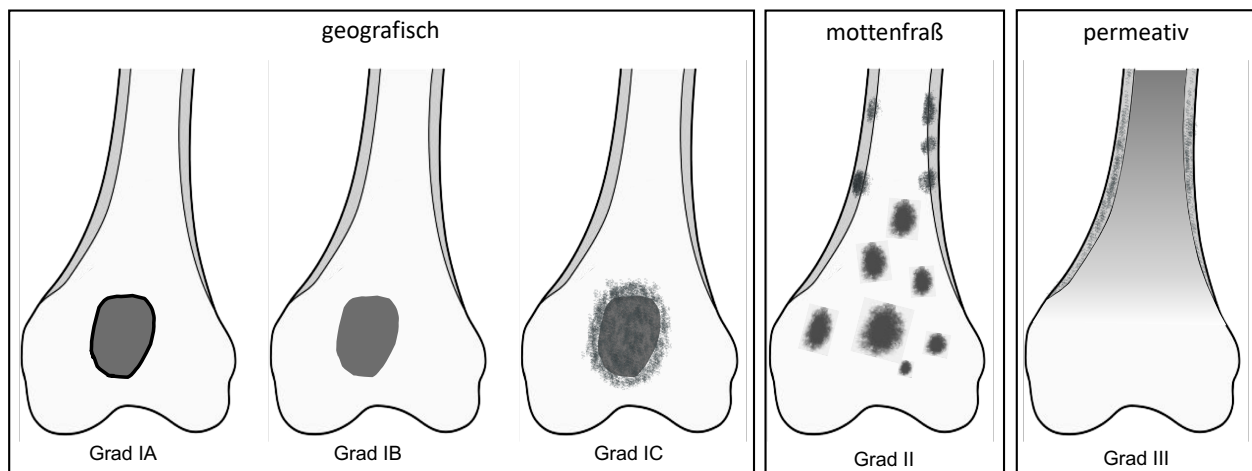 geografisch
mottenfraß
permeativ
Grad IA
Grad IB
Grad IC
Grad II
Grad III